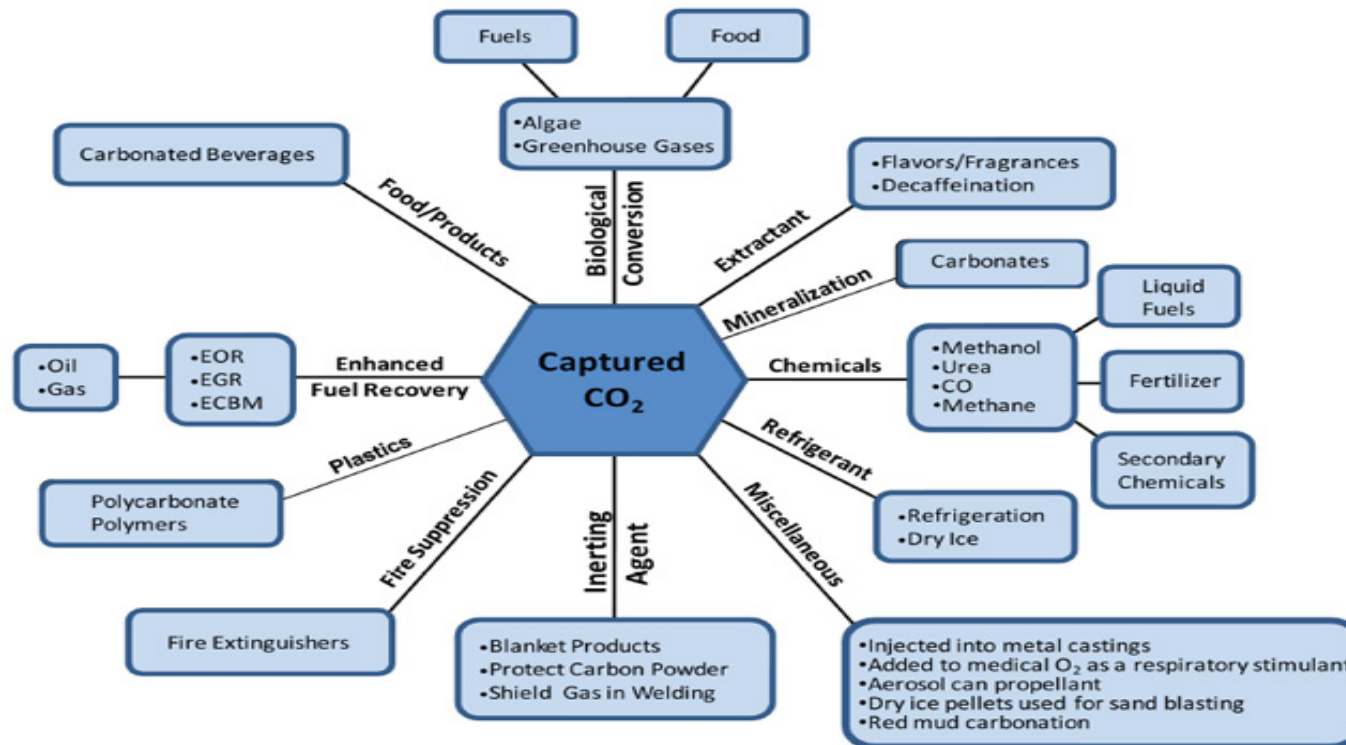 Fuels
Food
•Algae
•Greenhouse Gases
Carbonated Beverages
•Flavors/Fragrances
•Decaffeination
Food/Products
Biological
Conversion
Extractant
Mineralization
Carbonates
Liquid
Fuels
•Oil
•Gas
•EOR
•EGR
•ECBM
Enhanced
Fuel Recovery
Captured
CO₂
Chemicals
•Methanol
•Urea
•CO
•Methane
Fertilizer
Secondary
Chemicals
Plastics
Polycarbonate
Polymers
Refrigerant
•Refrigeration
•Dry Ice
Fire Suppression
Fire Extinguishers
Inerting
Agent
•Blanket Products
•Protect Carbon Powder
•Shield Gas in Welding
Miscellaneous
•Injected into metal castings
•Added to medical O₂ as a respiratory stimulant
•Aerosol can propellant
•Dry ice pellets used for sand blasting
•Red mud carbonation